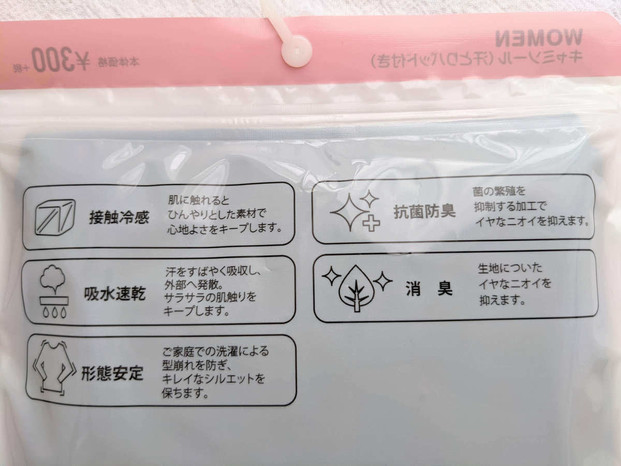 WOMEN
キャミソール(汗とりパッド付き)
本体価格 ¥300 +税
接触冷感
肌に触れると
ひんやりとした素材で
心地よさをキープします。
抗菌防臭
菌の繁殖を
抑制する加工で
イヤなニオイを抑えます。
吸水速乾
汗をすばやく吸収し、
外部へ発散。
サラサラの肌触りを
キープします。
消臭
生地についた
イヤなニオイを
抑えます。
形態安定
ご家庭での洗濯による
型崩れを防ぎ、
キレイなシルエットを
保ちます。